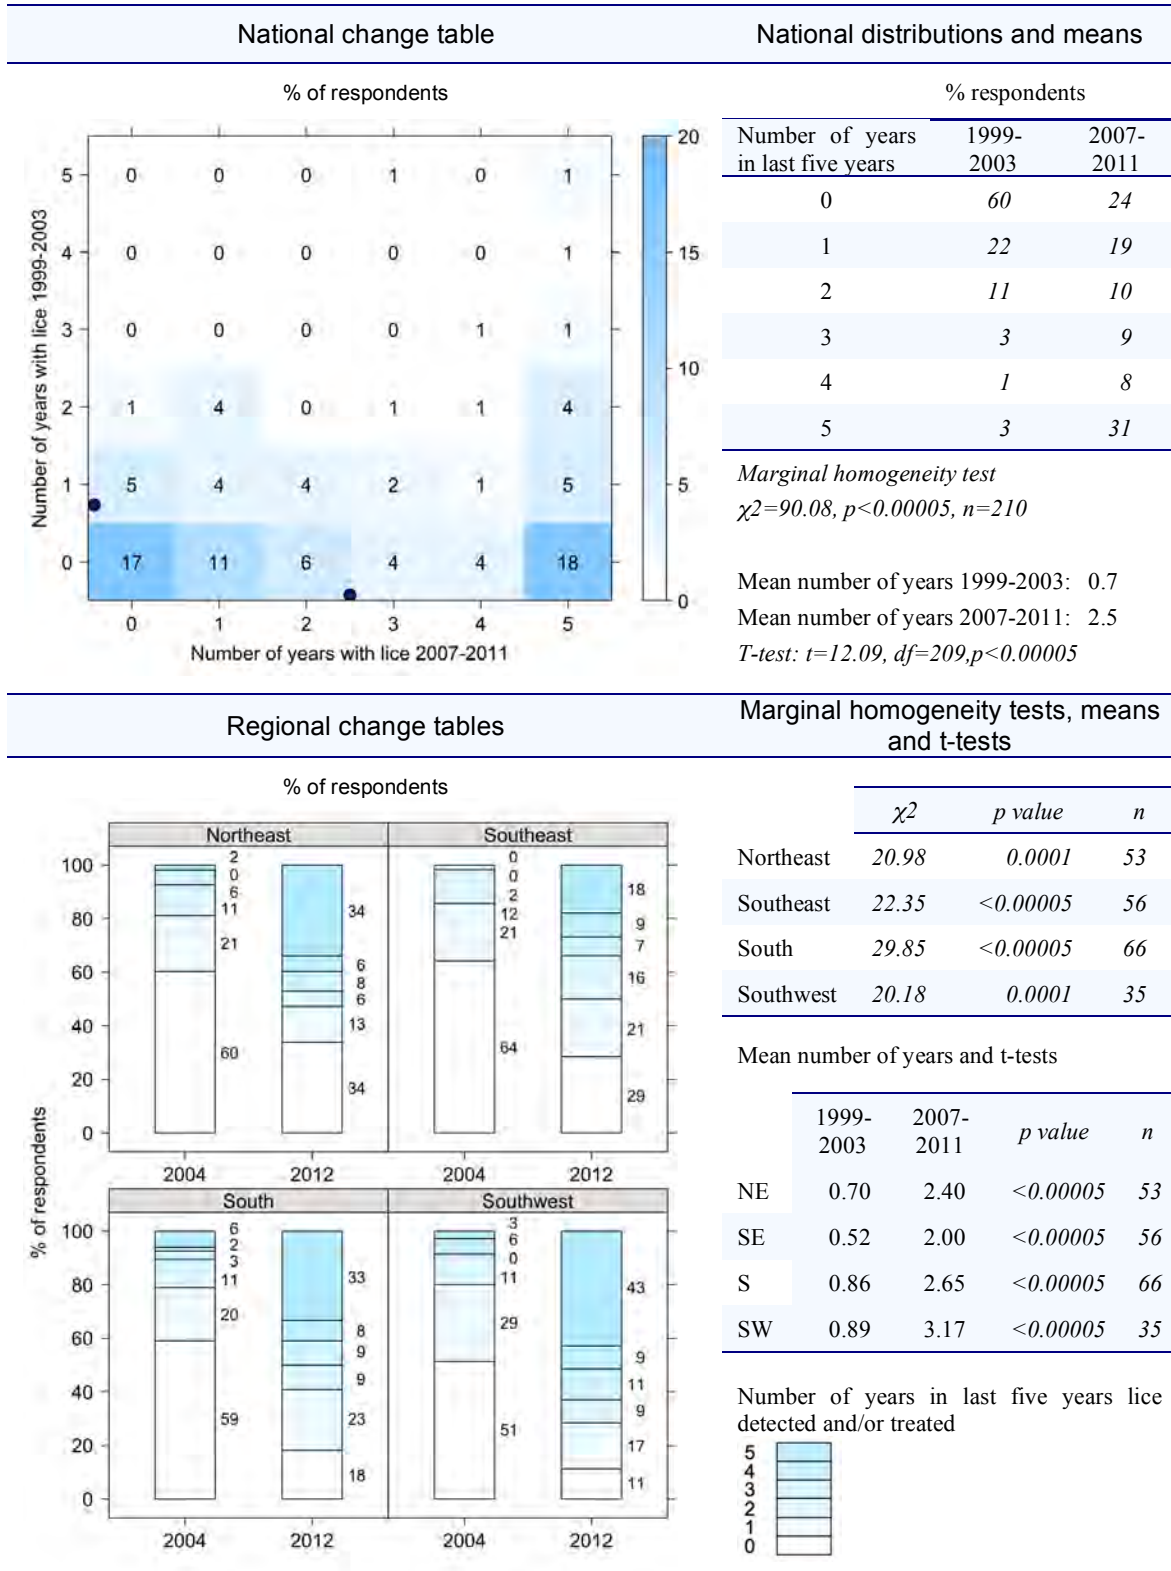 National change table
National distributions and means
% of respondents
% respondents
Number of years with lice 1999-2003
5 0 0 0 1 0 1
4 0 0 0 0 0 1
3 0 0 0 0 1 1
2 1 4 0 1 1 4
1 5 4 4 2 1 5
0 17 11 6 4 4 18
0 1 2 3 4 5
Number of years with lice 2007-2011
20
15
10
5
0
Number of years 1999- 2007-
in last five years 2003 2011
0 60 24
1 22 19
2 11 10
3 3 9
4 1 8
5 3 31
Marginal homogeneity test
χ2=90.08, p<0.00005, n=210
Mean number of years 1999-2003: 0.7
Mean number of years 2007-2011: 2.5
T-test: t=12.09, df=209,p<0.00005
Regional change tables
Marginal homogeneity tests, means
and t-tests
% of respondents
% of respondents
Northeast
100
80
60
40
20
0
2
0
6
11
21
60
34
6
8
6
13
34
2004 2012
Southeast
0
0
2
12
21
64
18
9
7
16
21
29
2004 2012
South
100
80
60
40
20
0
6
2
3
11
20
59
33
8
9
9
23
18
2004 2012
Southwest
3
6
0
11
29
51
43
9
11
9
17
11
2004 2012
χ2 p value n
Northeast 20.98 0.0001 53
Southeast 22.35 <0.00005 56
South 29.85 <0.00005 66
Southwest 20.18 0.0001 35
Mean number of years and t-tests
1999- 2007- p value n
2003 2011
NE 0.70 2.40 <0.00005 53
SE 0.52 2.00 <0.00005 56
S 0.86 2.65 <0.00005 66
SW 0.89 3.17 <0.00005 35
Number of years in last five years lice
detected and/or treated
5
4
3
2
1
0